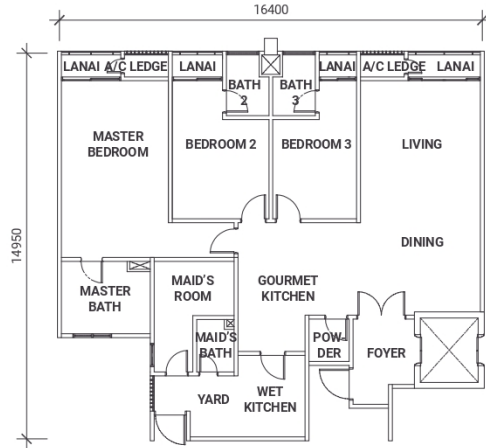 16400
LANAI A/C LEDGE LANAI LANAI A/C LEDGE LANAI
BATH
2
BATH
3
MASTER
BEDROOM
BEDROOM 2
BEDROOM 3
LIVING
14950
DINING
MASTER
BATH
MAID'S
ROOM
GOURMET
KITCHEN
MAID'S
BATH
POW-
DER
FOYER
YARD
WET
KITCHEN